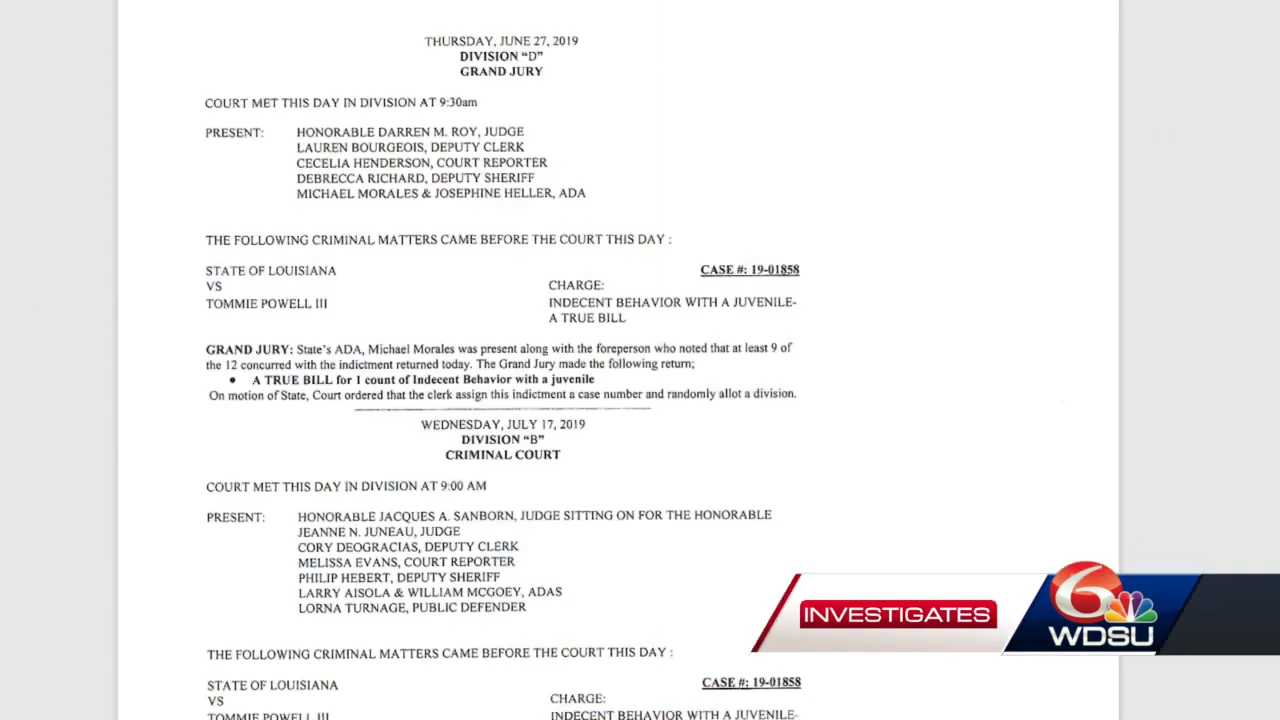 THURSDAY, JUNE 27, 2019
DIVISION “D”
GRAND JURY
COURT MET THIS DAY IN DIVISION AT 9:30am
PRESENT: HONORABLE DARREN M. ROY, JUDGE
LAUREN BOURGEOIS, DEPUTY CLERK
CECELIA HENDERSON, COURT REPORTER
DEBRECCA RICHARD, DEPUTY SHERIFF
MICHAEL MORALES & JOSEPHINE HELLER, ADA
THE FOLLOWING CRIMINAL MATTERS CAME BEFORE THE COURT THIS DAY :
STATE OF LOUISIANA CASE #: 19-01858
VS CHARGE:
TOMMIE POWELL III INDECENT BEHAVIOR WITH A JUVENILE-
A TRUE BILL
GRAND JURY: State's ADA, Michael Morales was present along with the foreperson who noted that at least 9 of
the 12 concurred with the indictment returned today. The Grand Jury made the following return;
• A TRUE BILL for 1 count of Indecent Behavior with a juvenile
On motion of State, Court ordered that the clerk assign this indictment a case number and randomly allot a division.
WEDNESDAY, JULY 17, 2019
DIVISION “B”
CRIMINAL COURT
COURT MET THIS DAY IN DIVISION AT 9:00 AM
PRESENT: HONORABLE JACQUES A. SANBORN, JUDGE SITTING ON FOR THE HONORABLE
JEANNE N. JUNEAU, JUDGE
CORY DEOGRACIAS, DEPUTY CLERK
MELISSA EVANS, COURT REPORTER
PHILIP HEBERT, DEPUTY SHERIFF
LARRY AISOLA & WILLIAM MCGOEY, ADAS
LORNA TURNAGE, PUBLIC DEFENDER
INVESTIGATES
6
WDSU
THE FOLLOWING CRIMINAL MATTERS CAME BEFORE THE COURT THIS DAY :
STATE OF LOUISIANA CASE #: 19-01858
VS CHARGE:
TOMMIE POWELL III INDECENT BEHAVIOR WITH A JUVENILE-